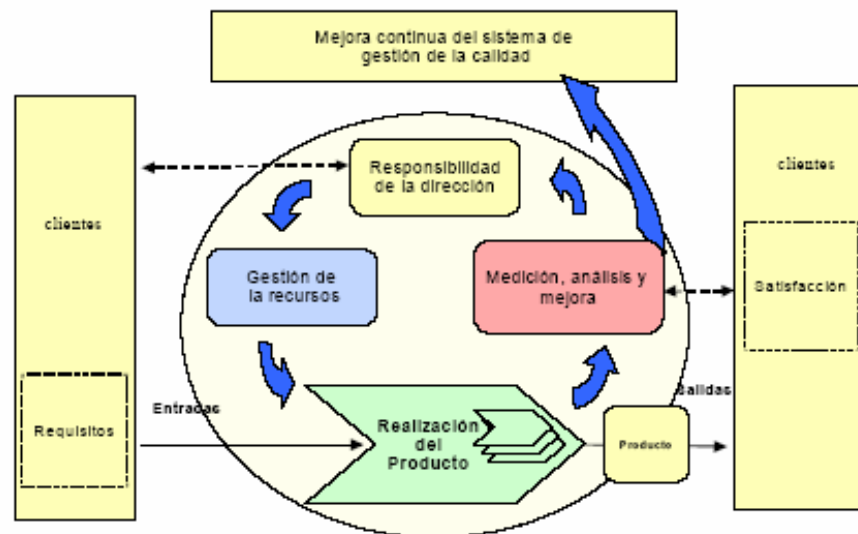 Mejora continua del sistema de
gestión de la calidad
clientes
Responsibilidad
de la dirección
clientes
Gestión de
la recursos
Medición, análisis y
mejora
Satisfacción
Entradas
Salidas
Requisitos
Realización
del
Producto
Producto